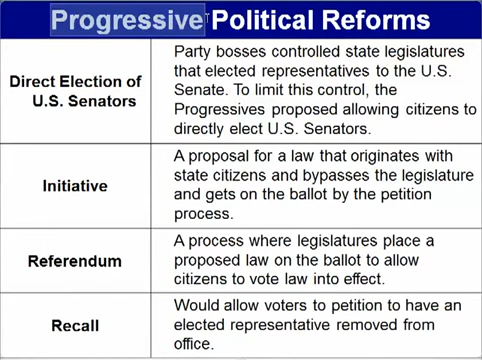 Progressive Political Reforms
Direct Election of
U.S. Senators
Party bosses controlled state legislatures
that elected representatives to the U.S.
Senate. To limit this control, the
Progressives proposed allowing citizens to
directly elect U.S. Senators.
Initiative
A proposal for a law that originates with
state citizens and bypasses the legislature
and gets on the ballot by the petition
process.
Referendum
A process where legislatures place a
proposed law on the ballot to allow
citizens to vote law into effect.
Recall
Would allow voters to petition to have an
elected representative removed from
office.